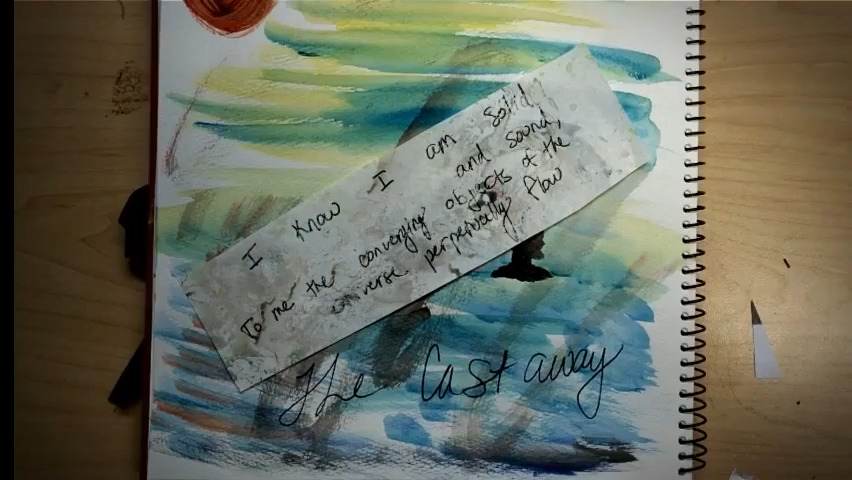 I know I am solid
and sound,
To me the converging objects of the
universe perpetually flow
The Castaway